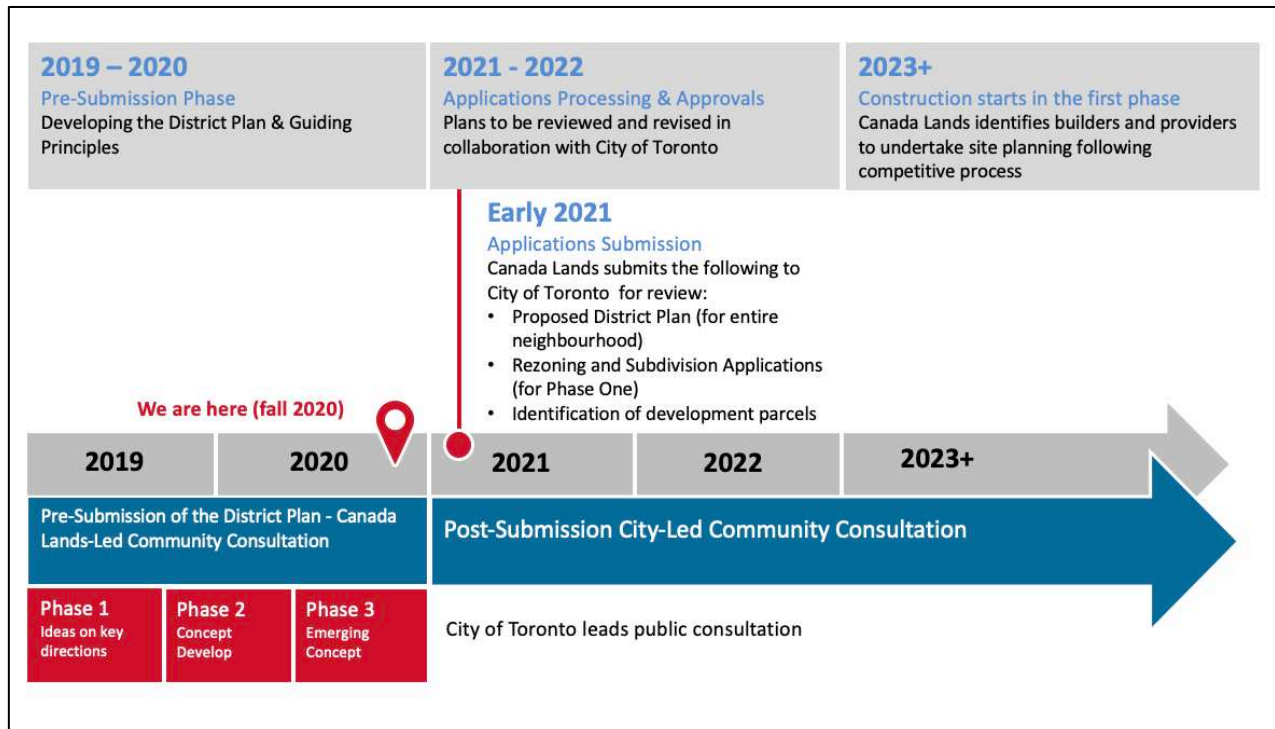 2019 – 2020
Pre-Submission Phase
Developing the District Plan & Guiding
Principles
2021 - 2022
Applications Processing & Approvals
Plans to be reviewed and revised in
collaboration with City of Toronto
2023+
Construction starts in the first phase
Canada Lands identifies builders and providers
to undertake site planning following
competitive process
Early 2021
Applications Submission
Canada Lands submits the following to
City of Toronto for review:
• Proposed District Plan (for entire
neighbourhood)
• Rezoning and Subdivision Applications
(for Phase One)
• Identification of development parcels
We are here (fall 2020)
2019
2020
2021
2022
2023+
Pre-Submission of the District Plan - Canada
Lands-Led Community Consultation
Post-Submission City-Led Community Consultation
Phase 1
Ideas on key
directions
Phase 2
Concept
Develop
Phase 3
Emerging
Concept
City of Toronto leads public consultation